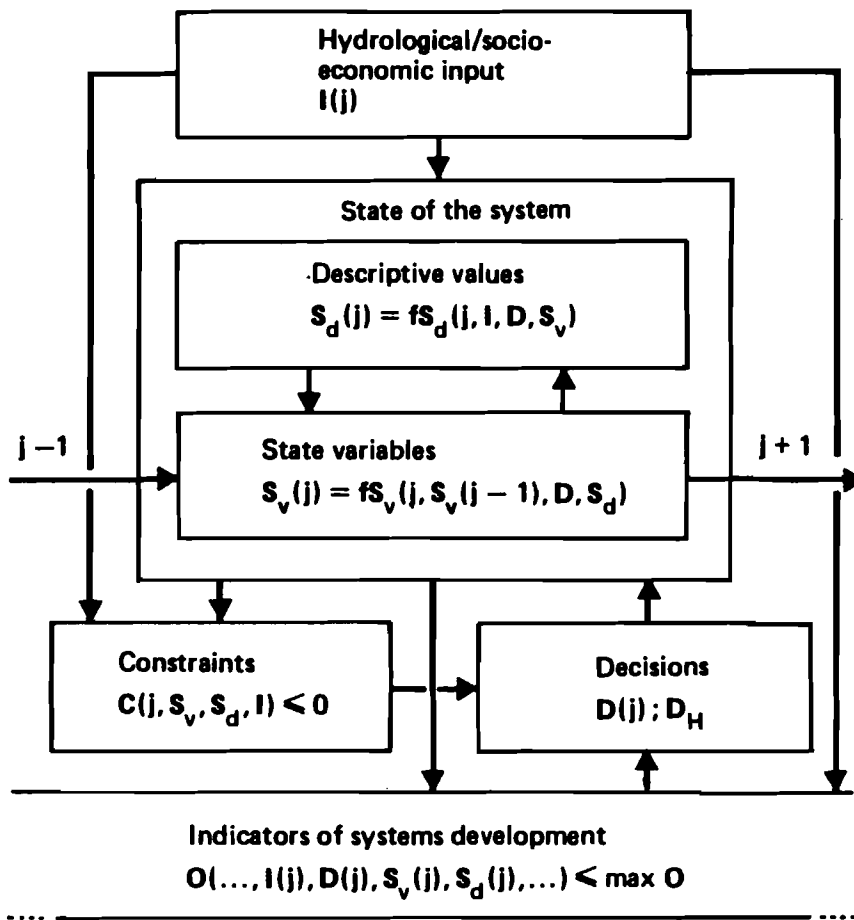 Hydrological/socio-
economic input
I(j)
State of the system
Descriptive values
S_d(j) = fS_d(j, I, D, S_v)
j −1
j + 1
State variables
S_v(j) = fS_v(j, S_v(j − 1), D, S_d)
Constraints
C(j, S_v, S_d, I) ⩽ 0
Decisions
D(j) ; D_H
Indicators of systems development
O(..., I(j), D(j), S_v(j), S_d(j), ...) ⩽ max O